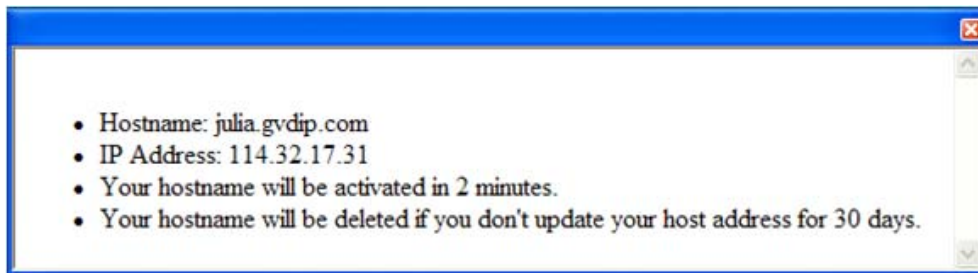 • Hostname: julia.gvdip.com
• IP Address: 114.32.17.31
• Your hostname will be activated in 2 minutes.
• Your hostname will be deleted if you don't update your host address for 30 days.